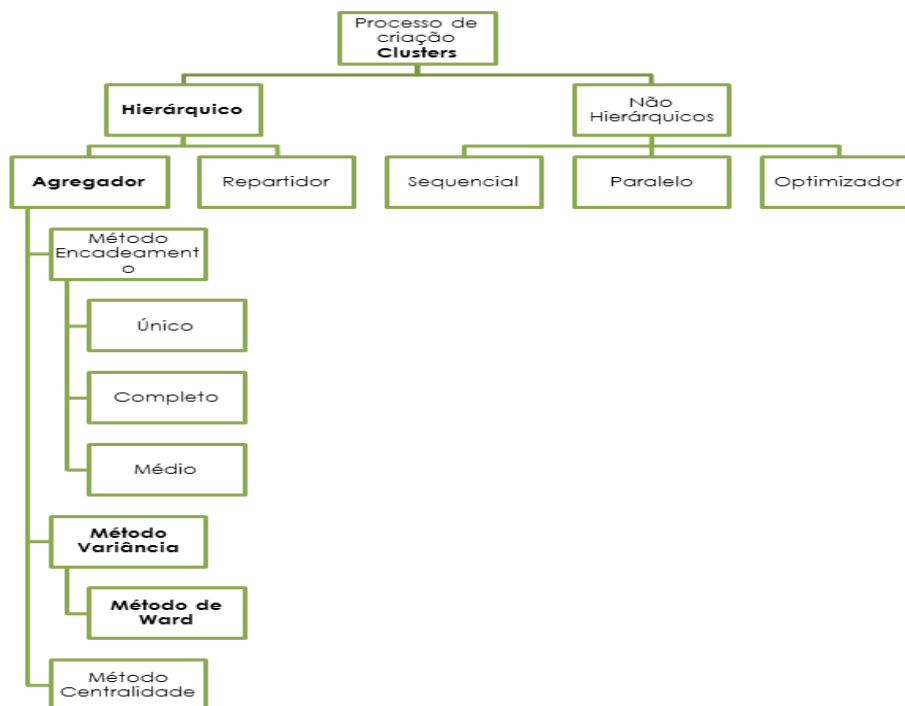 Processo de
criação
Clusters
Hierárquico
Não
Hierárquicos
Agregador
Repartidor
Sequencial
Paralelo
Optimizador
Método
Encadeament
o
Único
Completo
Médio
Método
Variância
Método de
Ward
Método
Centralidade